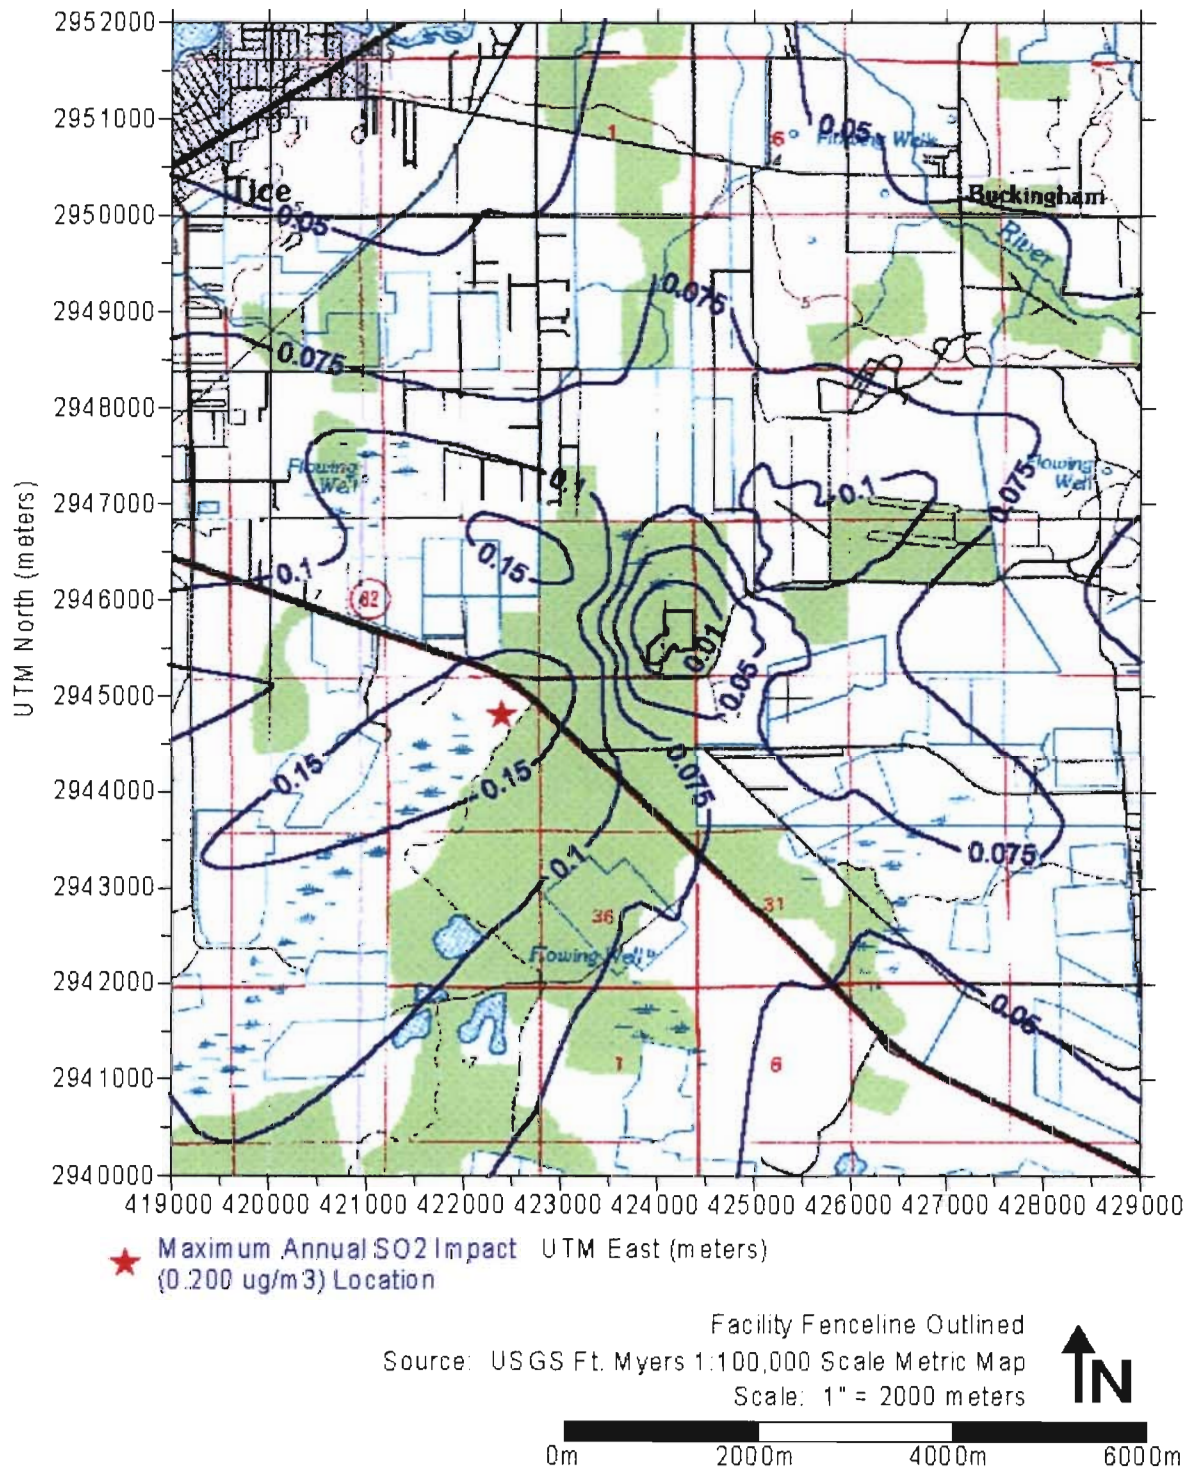 2952000
2951000
2950000
2949000
2948000
2947000
2946000
2945000
2944000
2943000
2942000
2941000
2940000
UTM North (meters)
1
6
0.05
Flowing Wells
Tice
0.05
Buckingham
River
0.075
5
0.075
Flowing Well
0.1
0.1
0.075
Flowing Well
0.15
0.1
82
0.01
0.05
0.15
0.15
0.075
0.075
0.1
36
31
Flowing Well
0.05
1
6
419000 420000 421000 422000 423000 424000 425000 426000 427000 428000 429000
Maximum Annual SO2 Impact
(0.200 ug/m3) Location
UTM East (meters)
Facility Fenceline Outlined
Source: USGS Ft. Myers 1:100,000 Scale Metric Map
Scale: 1" = 2000 meters
N
0m 2000m 4000m 6000m